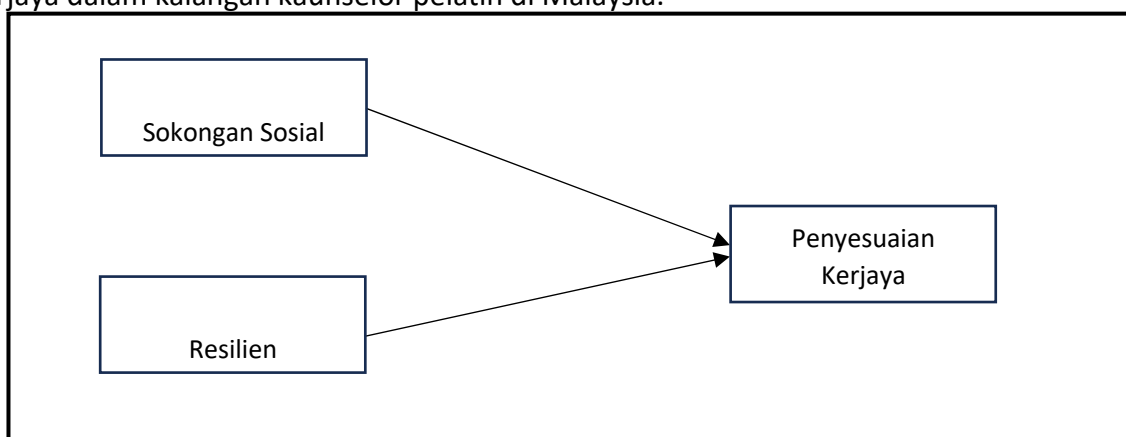 rjaya dalam kalangan kaunselor pelatih di Malaysia.
Sokongan Sosial
Penyesuaian
Kerjaya
Resilien